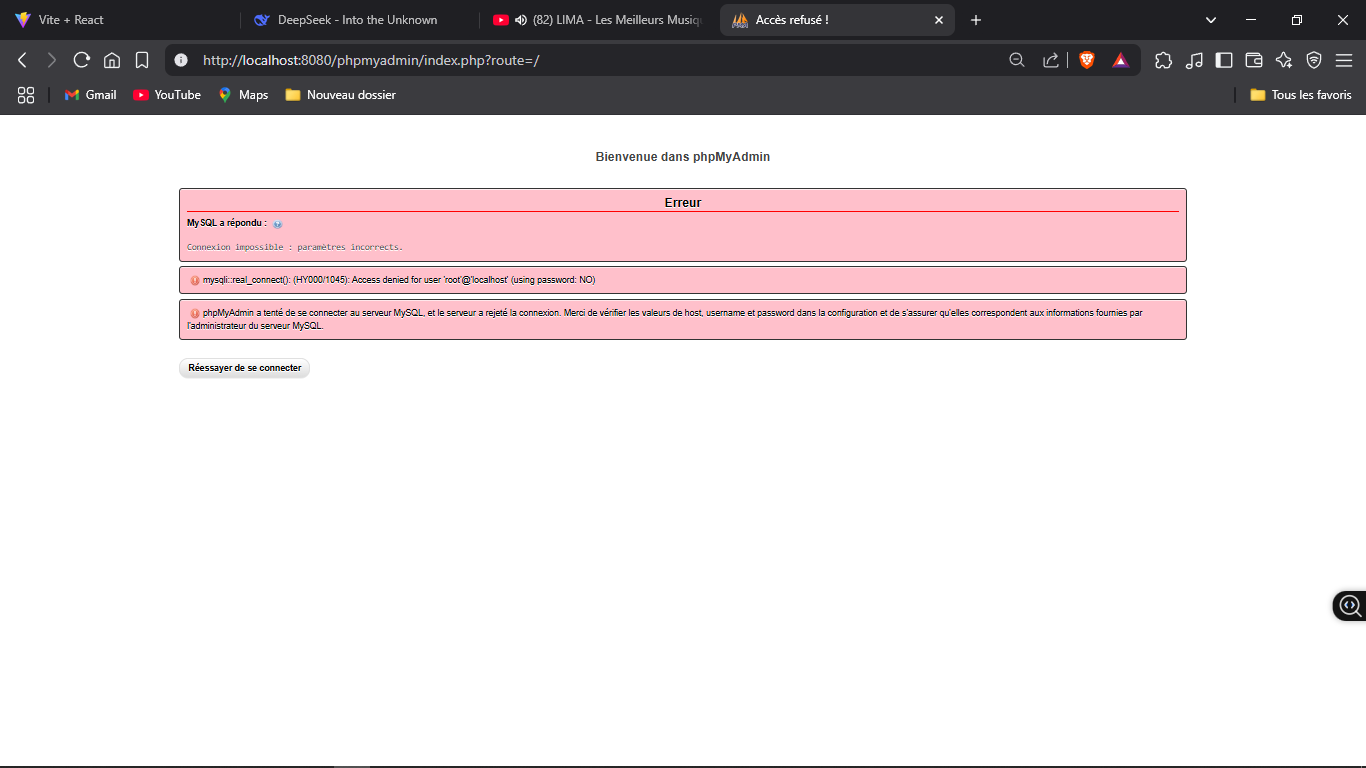 Vite + React
DeepSeek - Into the Unknown
(82) LIMA - Les Meilleurs Musiqu
Accès refusé !
http://localhost:8080/phpmyadmin/index.php?route=/
Gmail
YouTube
Maps
Nouveau dossier
Tous les favoris
Bienvenue dans phpMyAdmin
Erreur
MySQL a répondu :
Connexion impossible : paramètres incorrects.
mysqli::real_connect(): (HY000/1045): Access denied for user 'root'@'localhost' (using password: NO)
phpMyAdmin a tenté de se connecter au serveur MySQL, et le serveur a rejeté la connexion. Merci de vérifier les valeurs de host, username et password dans la configuration et de s'assurer qu'elles correspondent aux informations fournies par
l'administrateur du serveur MySQL.
Réessayer de se connecter